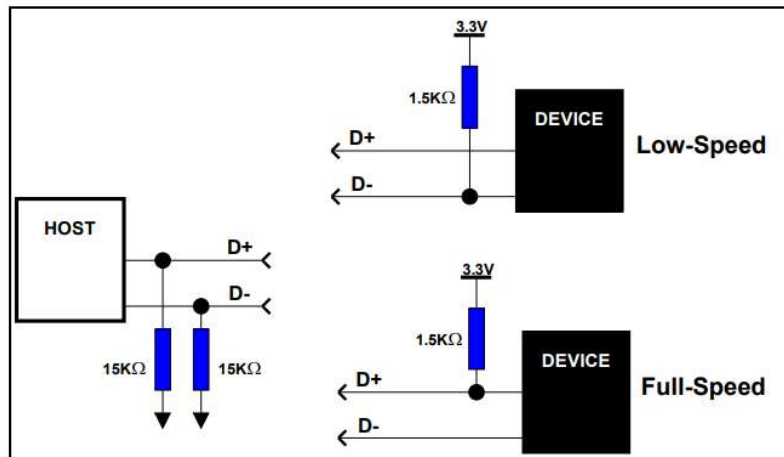 3.3V
1.5KΩ
DEVICE
Low-Speed
D+
D-
HOST
D+
D-
15KΩ
15KΩ
3.3V
1.5KΩ
DEVICE
Full-Speed
D+
D-